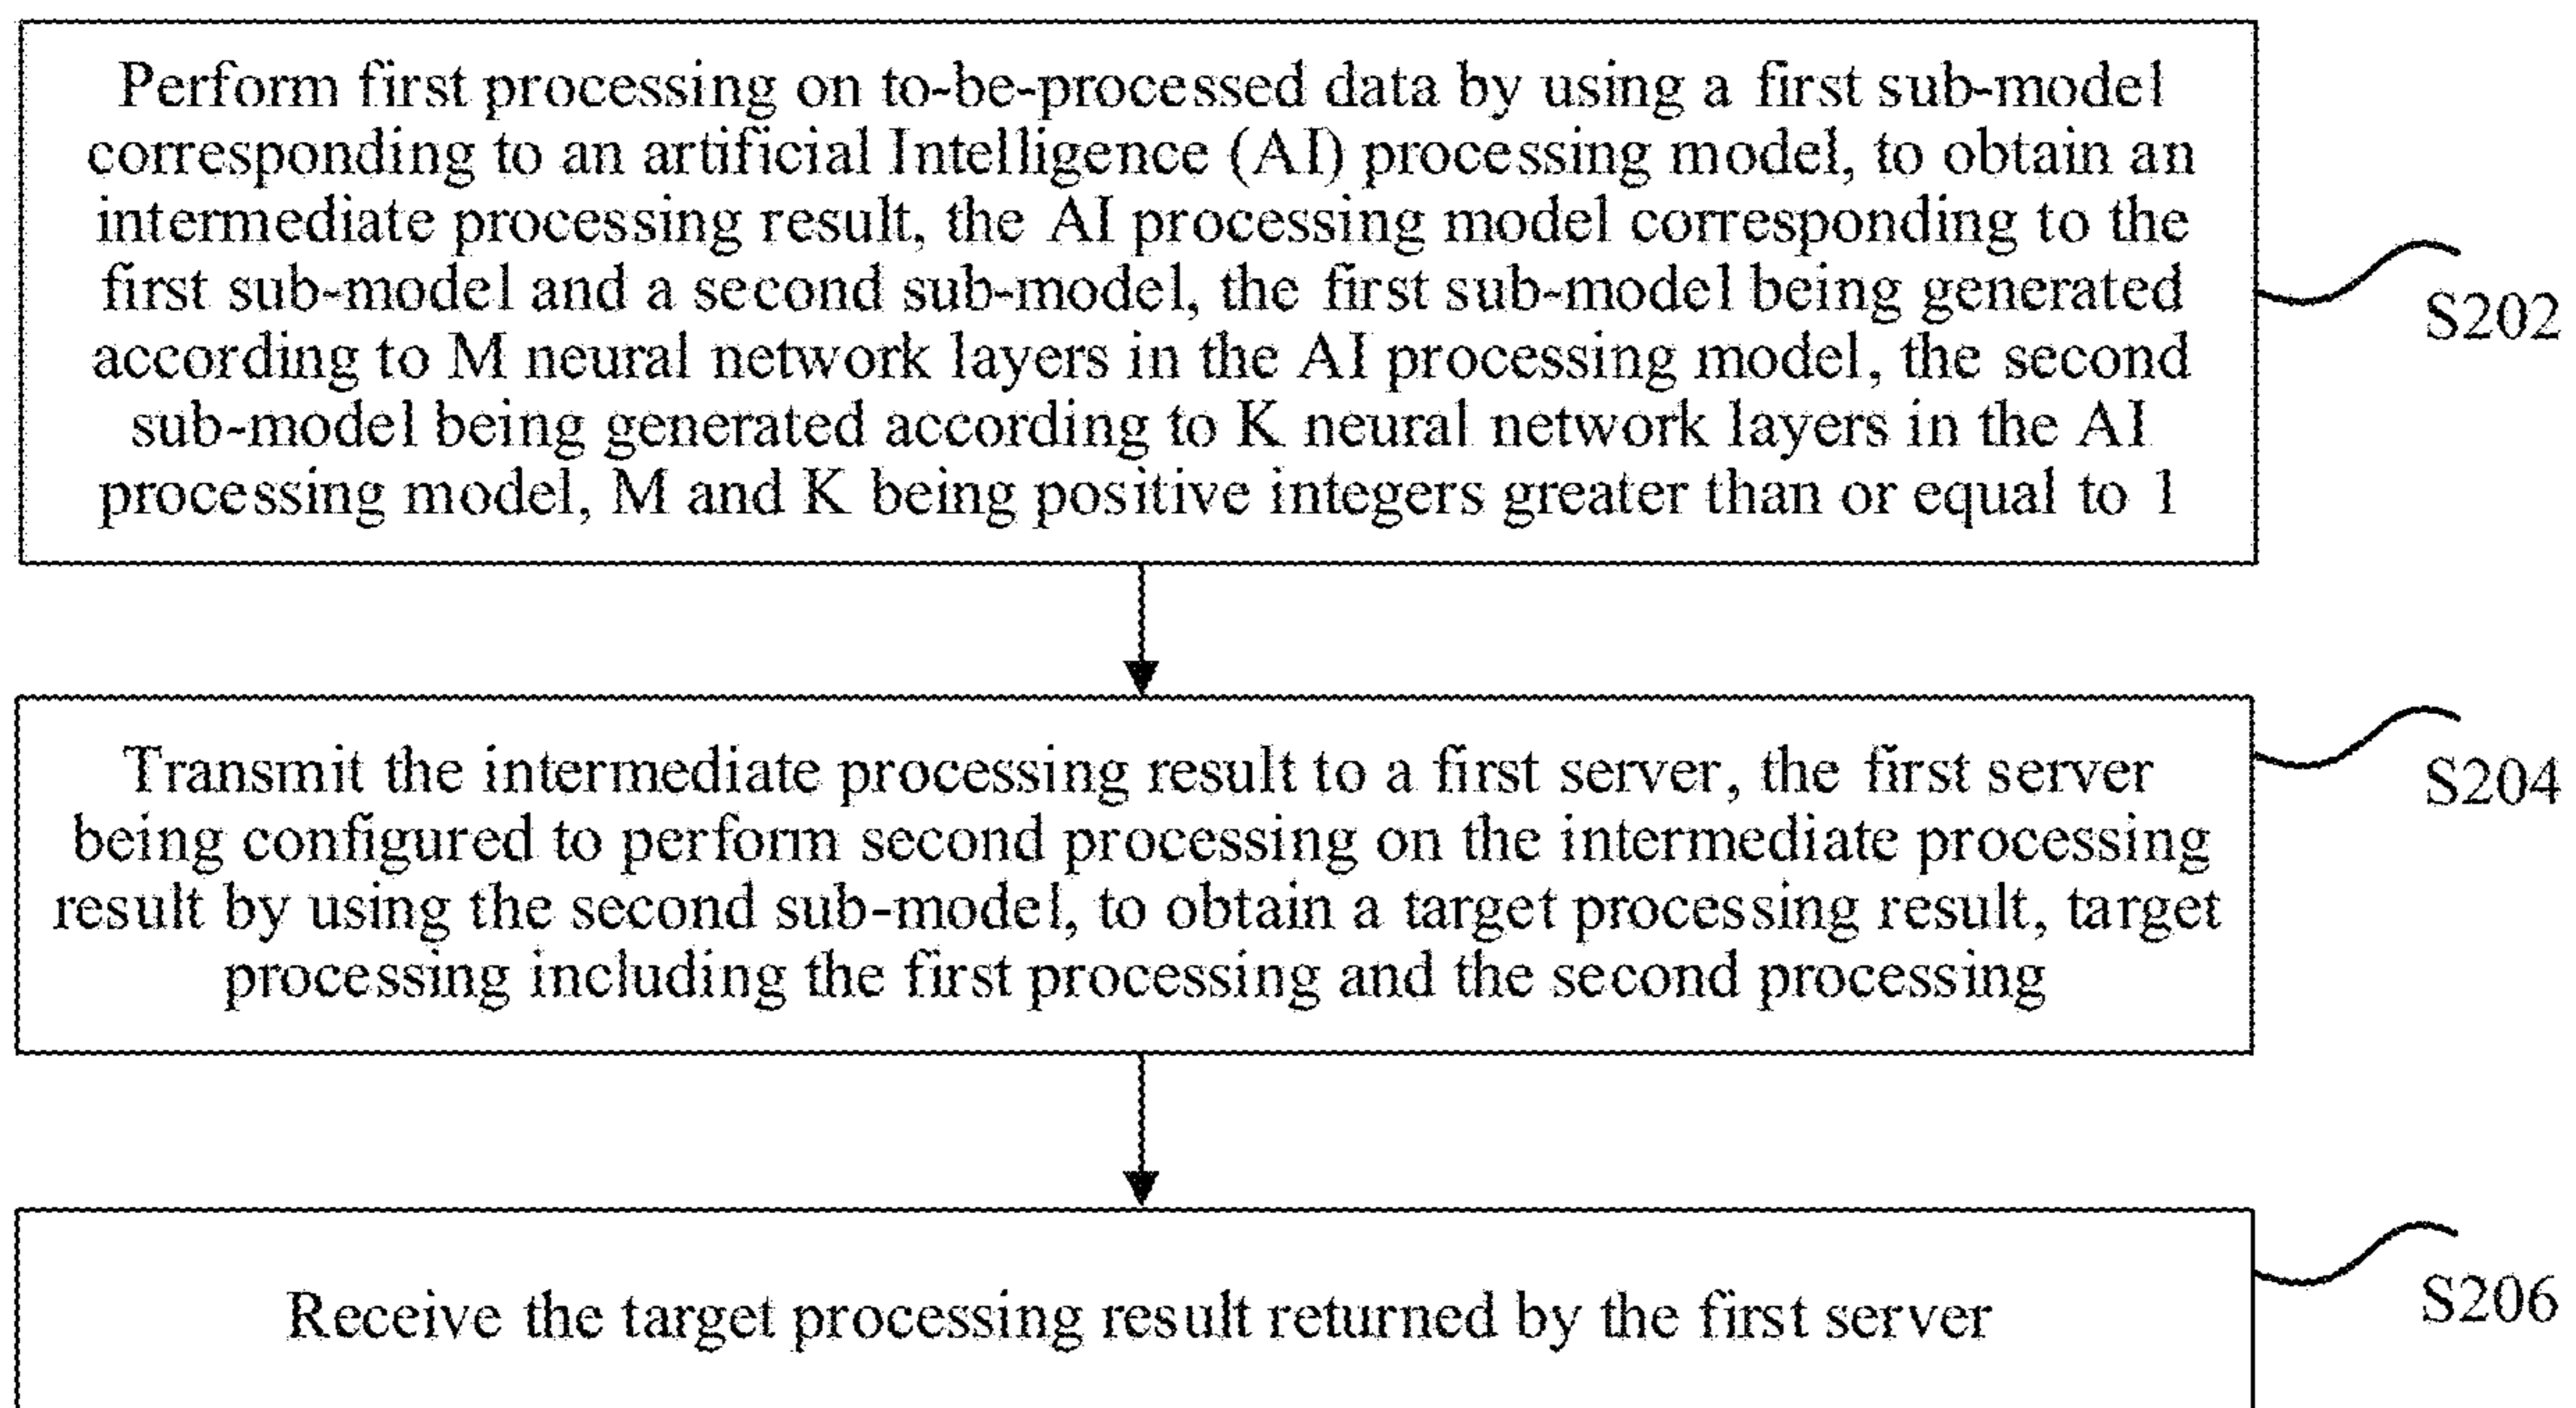 Perform first processing on to-be-processed data by using a first sub-model
corresponding to an artificial Intelligence (AI) processing model, to obtain an
intermediate processing result, the AI processing model corresponding to the
first sub-model and a second sub-model, the first sub-model being generated
according to M neural network layers in the AI processing model, the second
sub-model being generated according to K neural network layers in the AI
processing model, M and K being positive integers greater than or equal to 1
S202
Transmit the intermediate processing result to a first server, the first server
being configured to perform second processing on the intermediate processing
result by using the second sub-model, to obtain a target processing result, target
processing including the first processing and the second processing
S204
Receive the target processing result returned by the first server
S206